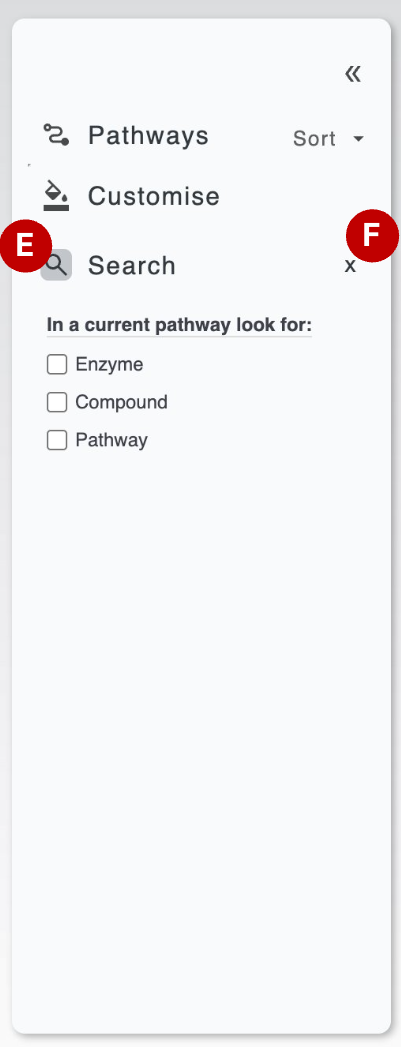 «
Pathways Sort
Customise
E F
Search x
In a current pathway look for:
Enzyme
Compound
Pathway